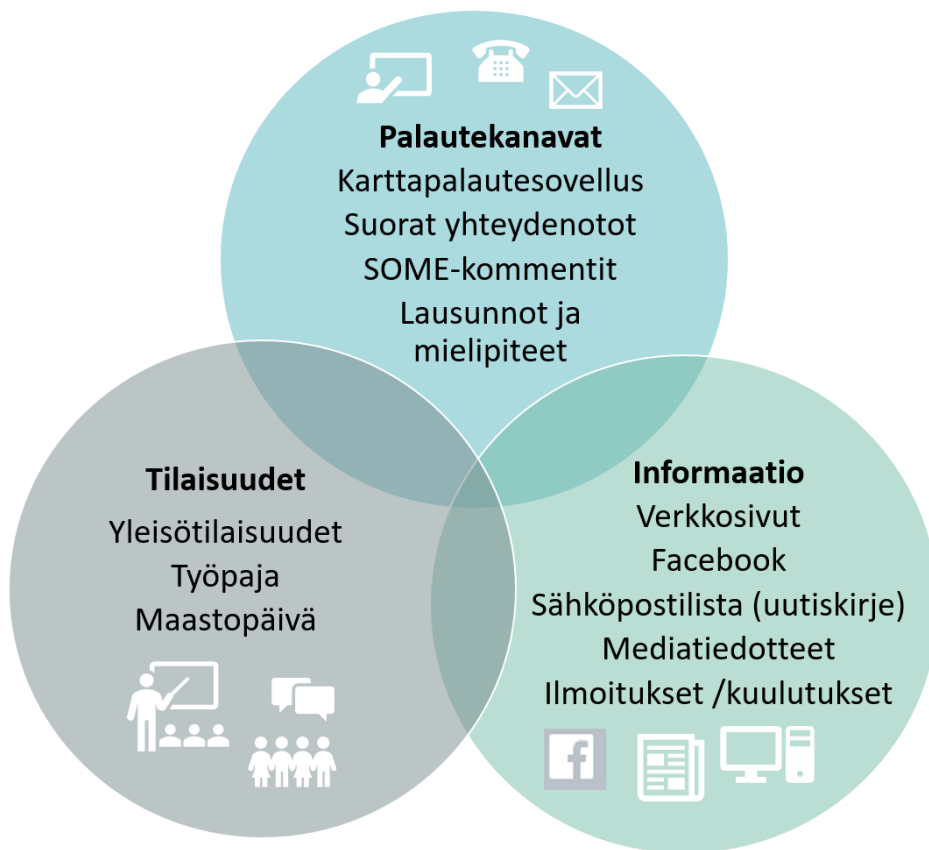 Palautekanavat
Karttapalautesovellus
Suorat yhteydenotot
SOME-kommentit
Lausunnot ja
mielipiteet
Tilaisuudet
Yleisötilaisuudet
Työpaja
Maastopäivä
Informaatio
Verkkosivut
Facebook
Sähköpostilista (uutiskirje)
Mediatiedotteet
Ilmoitukset /kuulutukset